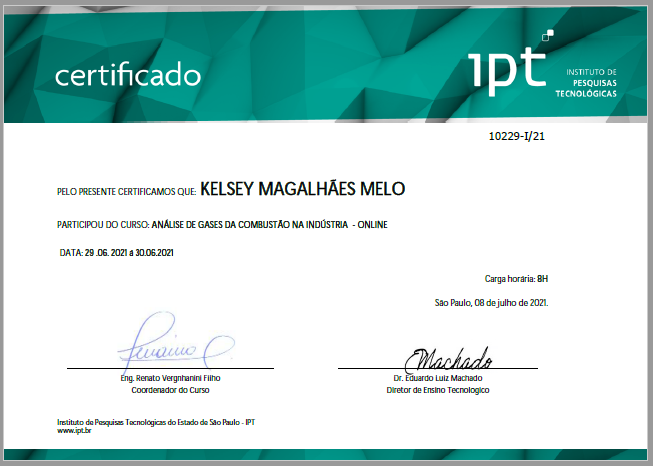 certificado
ipt
INSTITUTO DE
PESQUISAS
TECNOLÓGICAS
10229-I/21
PELO PRESENTE CERTIFICAMOS QUE: KELSEY MAGALHÃES MELO
PARTICIPOU DO CURSO: ANÁLISE DE GASES DA COMBUSTÃO NA INDÚSTRIA - ONLINE
DATA: 29 .06. 2021 á 30.06.2021
Carga horária: 8H
São Paulo, 08 de julho de 2021.
Machado
Eng. Renato Vergnhanini Filho
Coordenador do Curso
Dr. Eduardo Luiz Machado
Diretor de Ensino Tecnologico
Instituto de Pesquisas Tecnológicas do Estado de São Paulo - IPT
www.ipt.br